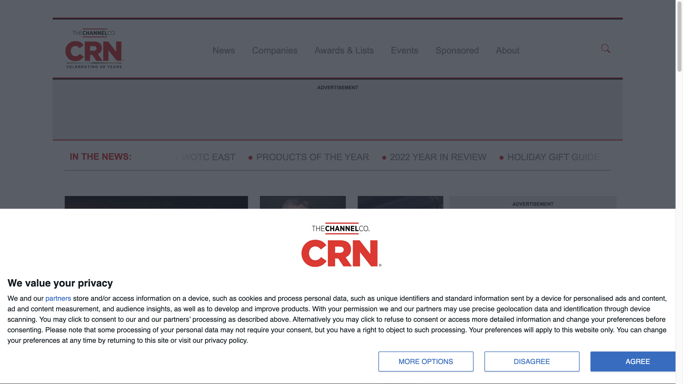 THECHANNELCO.
CRN
CELEBRATING 40 YEARS
News Companies Awards & Lists Events Sponsored About
ADVERTISEMENT
IN THE NEWS: EAST • PRODUCTS OF THE YEAR • 2022 YEAR IN REVIEW • HOLIDAY GIFT GUIDE
ADVERTISEMENT
THECHANNELCO.
CRN
We value your privacy
We and our partners store and/or access information on a device, such as cookies and process personal data, such as unique identifiers and standard information sent by a device for personalised ads and content,
ad and content measurement, and audience insights, as well as to develop and improve products. With your permission we and our partners may use precise geolocation data and identification through device
scanning. You may click to consent to our and our partners' processing as described above. Alternatively you may click to refuse to consent or access more detailed information and change your preferences before
consenting. Please note that some processing of your personal data may not require your consent, but you have a right to object to such processing. Your preferences will apply to this website only. You can change
your preferences at any time by returning to this site or visit our privacy policy.
MORE OPTIONS DISAGREE AGREE